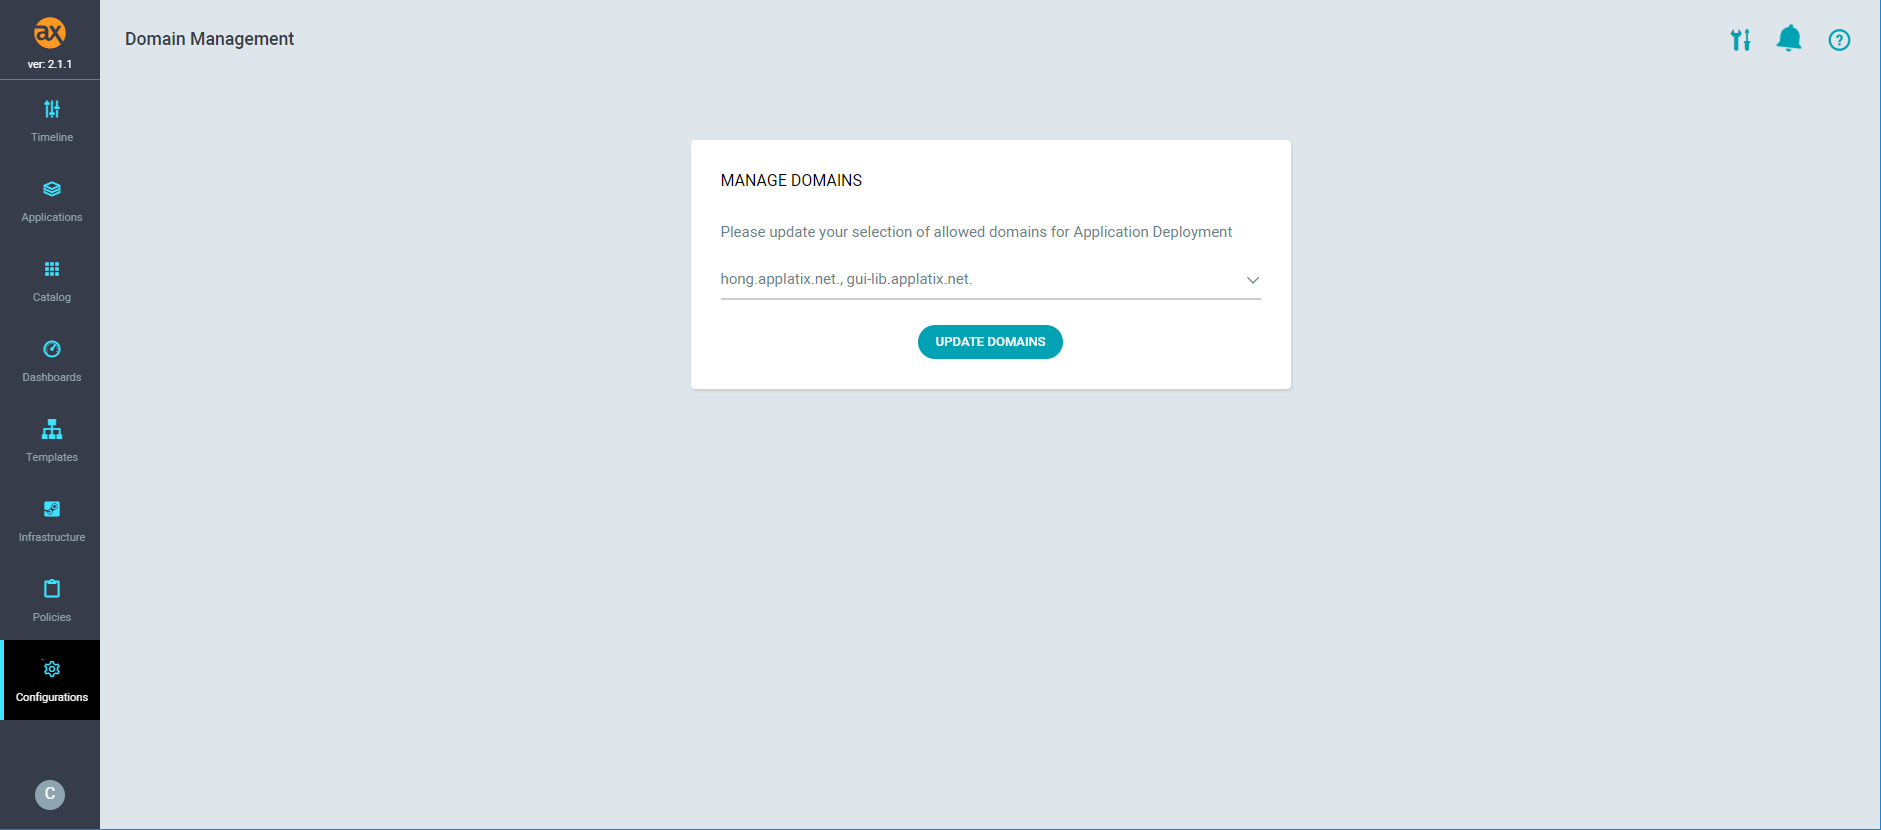 ax
ver: 2.1.1
Domain Management
?
Timeline
Applications
Catalog
Dashboards
Templates
Infrastructure
Policies
Configurations
C
MANAGE DOMAINS
Please update your selection of allowed domains for Application Deployment
hong.applatix.net., gui-lib.applatix.net.
UPDATE DOMAINS